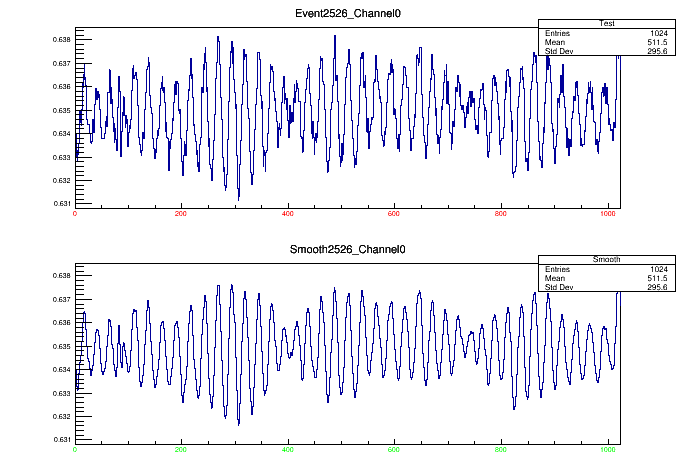 Event2526_Channel0
Test
Entries 1024
Mean 511.5
Std Dev 295.6
0.638
0.637
0.636
0.635
0.634
0.633
0.632
0.631
0 200 400 600 800 1000
Smooth2526_Channel0
Smooth
Entries 1024
Mean 511.5
Std Dev 295.6
0.638
0.637
0.636
0.635
0.634
0.633
0.632
0.631
0 200 400 600 800 1000